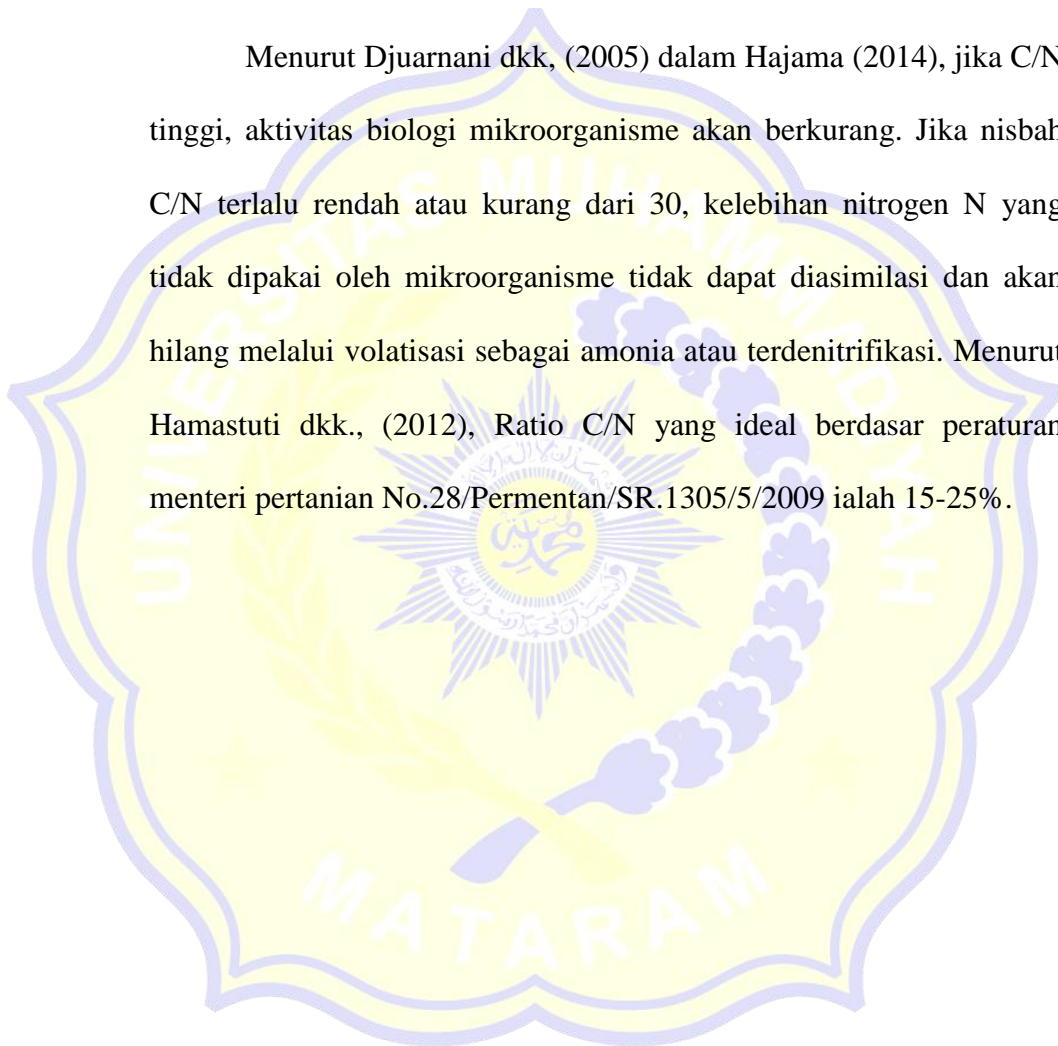 Menurut Djuarnani dkk, (2005) dalam Hajama (2014), jika C/N
tinggi, aktivitas biologi mikroorganisme akan berkurang. Jika nisbah
C/N terlalu rendah atau kurang dari 30, kelebihan nitrogen N yang
tidak dipakai oleh mikroorganisme tidak dapat diasimilasi dan akan
hilang melalui volatisasi sebagai amonia atau terdenitrifikasi. Menurut
Hamastuti dkk., (2012), Ratio C/N yang ideal berdasar peraturan
menteri pertanian No.28/Permentan/SR.1305/5/2009 ialah 15-25%.
UNIVERSITAS MUHAMMADIYAH
MATARAM